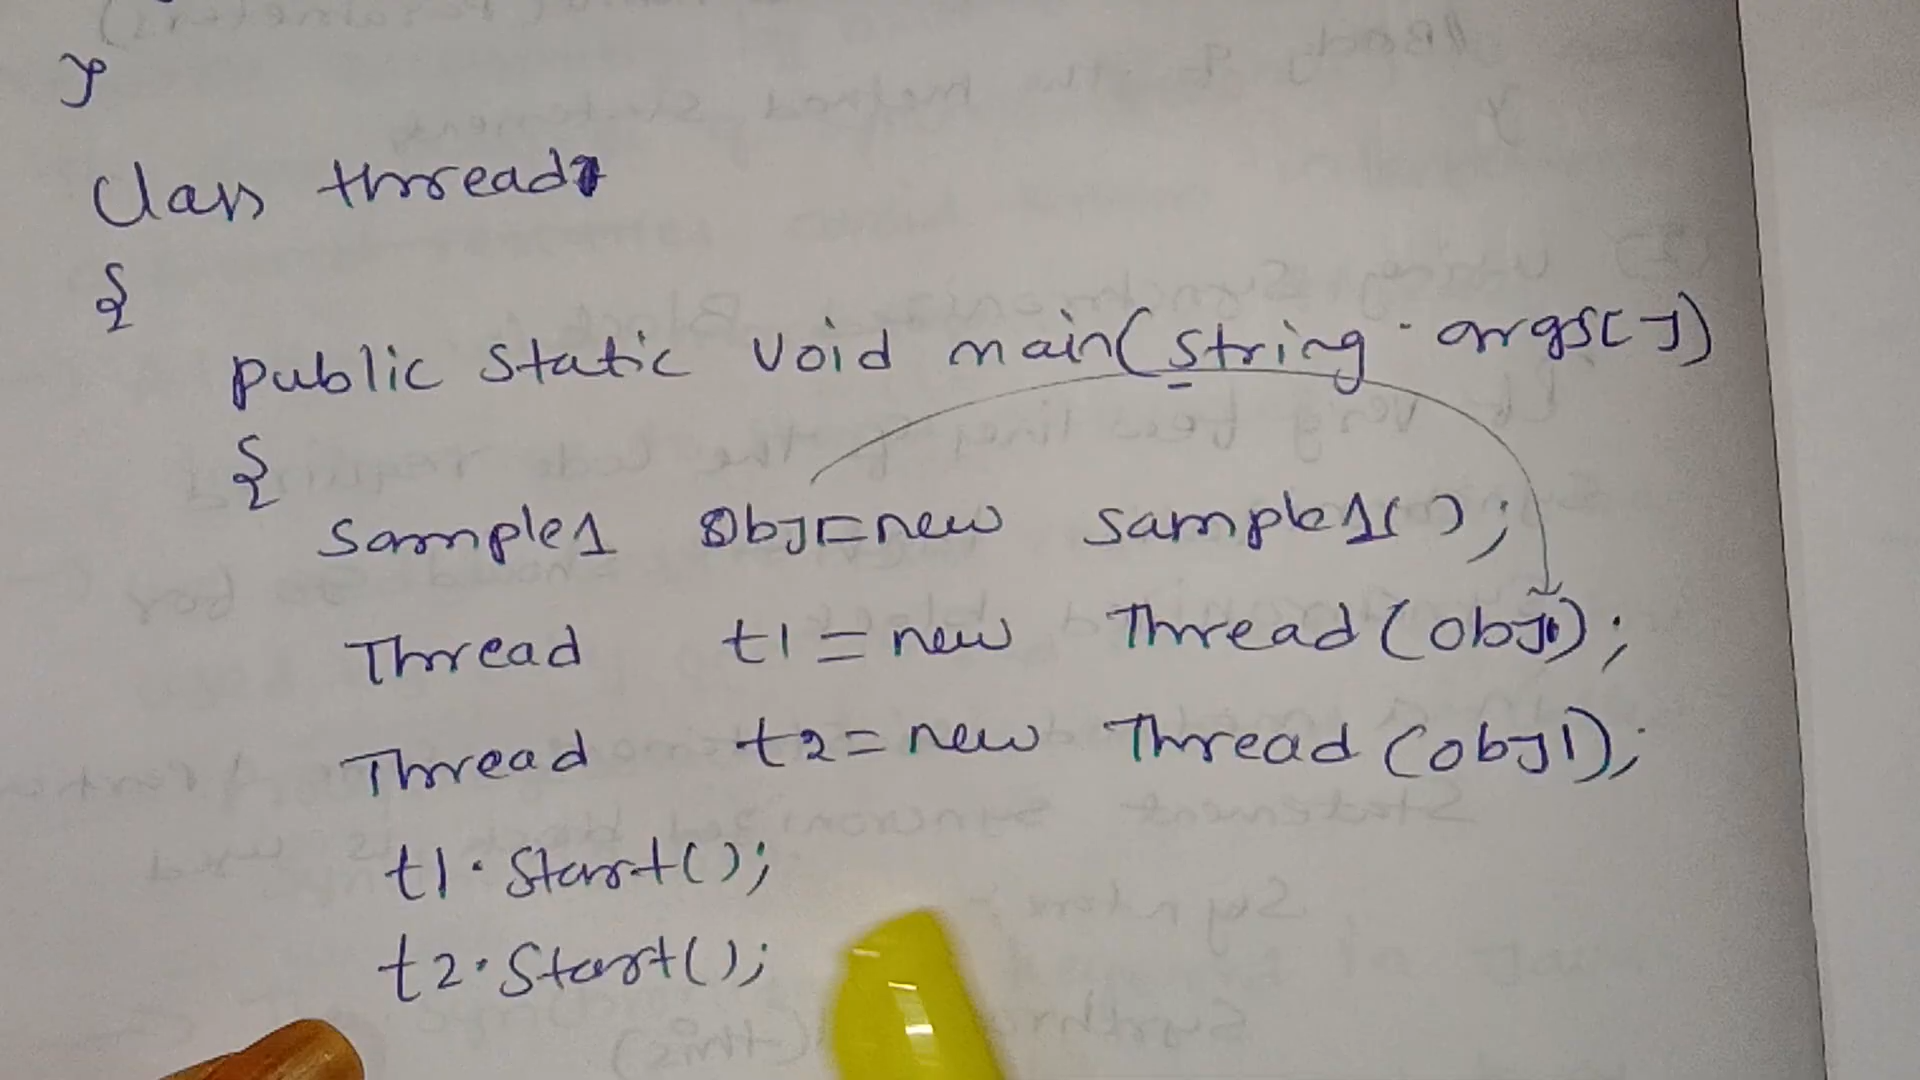 }
class thread
{
public static void main(string args[])
{
sample1 obj=new sample1();
Thread t1=new Thread(obj);
Thread t2=new Thread(obj1);
t1.start();
t2.start();